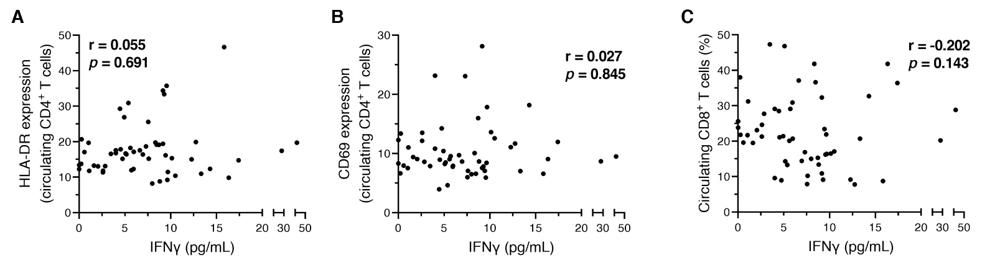 A
HLA-DR expression
(circulating CD4+ T cells)
50
40
30
20
10
0
r = 0.055
p = 0.691
0 5 10 15 20 30 50
IFNγ (pg/mL)
B
CD69 expression
(circulating CD4+ T cells)
30
20
10
0
r = 0.027
p = 0.845
0 5 10 15 20 30 50
IFNγ (pg/mL)
C
Circulating CD8+ T cells (%)
50
40
30
20
10
0
r = -0.202
p = 0.143
0 5 10 15 20 30 50
IFNγ (pg/mL)